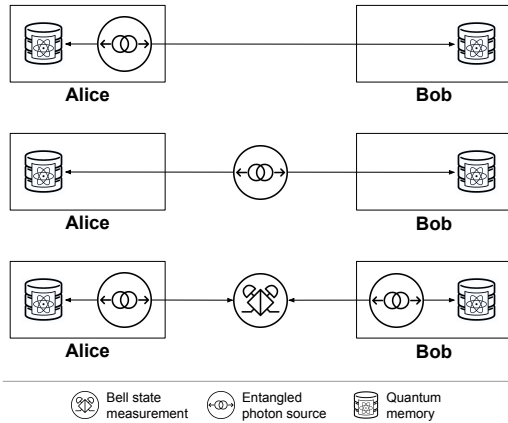 Alice
Bob
Alice
Bob
Alice
Bob
Bell state
measurement
Entangled
photon source
Quantum
memory